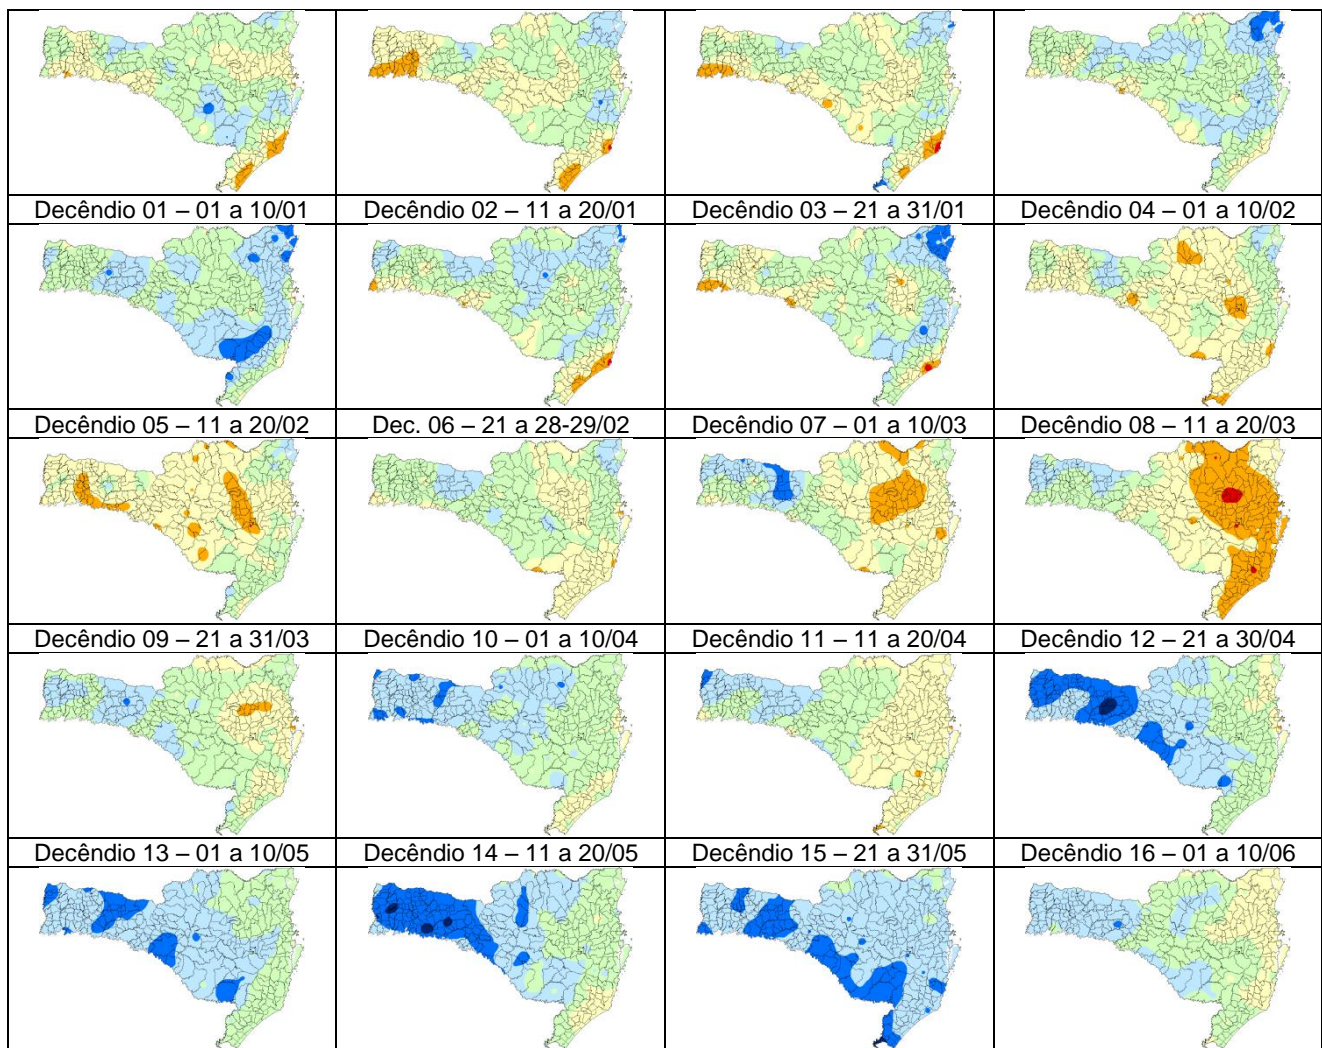 Decêndio 01 – 01 a 10/01
Decêndio 02 – 11 a 20/01
Decêndio 03 – 21 a 31/01
Decêndio 04 – 01 a 10/02
Decêndio 05 – 11 a 20/02
Dec. 06 – 21 a 28-29/02
Decêndio 07 – 01 a 10/03
Decêndio 08 – 11 a 20/03
Decêndio 09 – 21 a 31/03
Decêndio 10 – 01 a 10/04
Decêndio 11 – 11 a 20/04
Decêndio 12 – 21 a 30/04
Decêndio 13 – 01 a 10/05
Decêndio 14 – 11 a 20/05
Decêndio 15 – 21 a 31/05
Decêndio 16 – 01 a 10/06